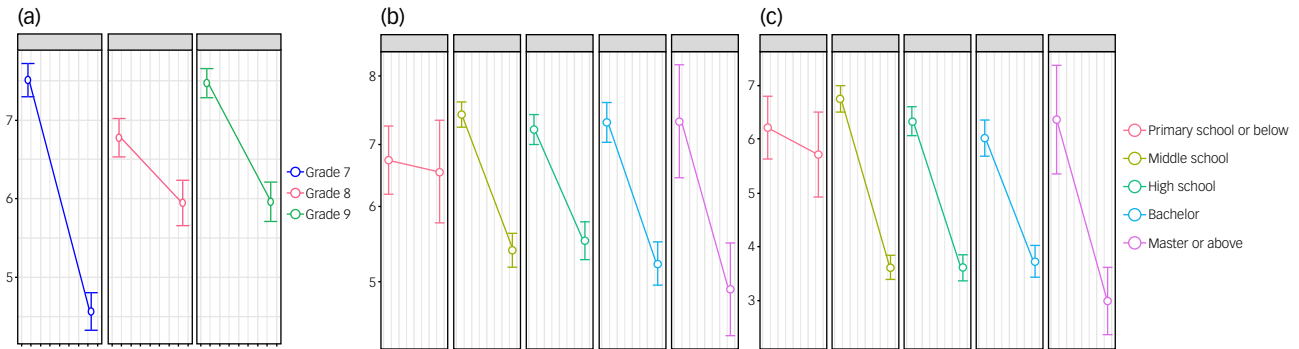 (a)
(b)
(c)
7
6
5
Grade 7
Grade 8
Grade 9
8
7
6
5
7
6
5
4
3
Primary school or below
Middle school
High school
Bachelor
Master or above